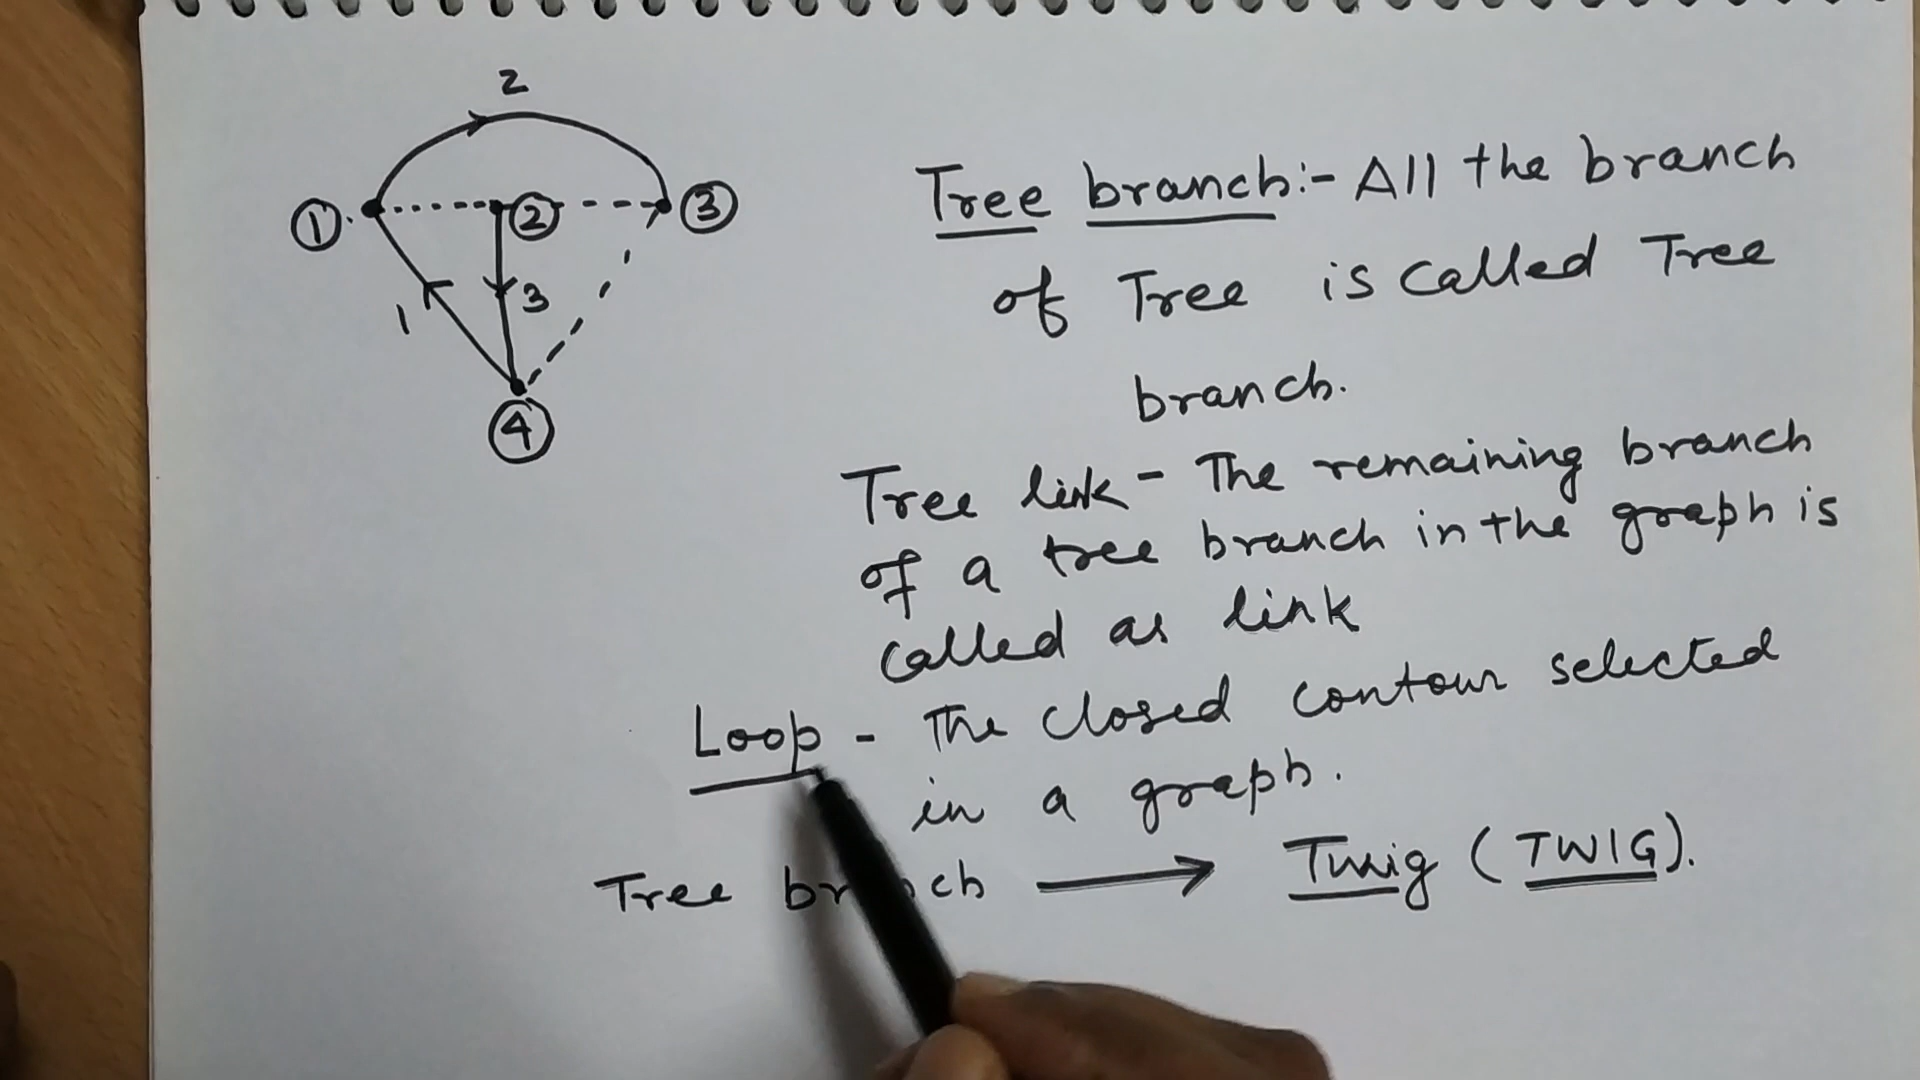 2
1 2 3
1 3
4
Tree branch:- All the branch
of Tree is called Tree
branch.
Tree link - The remaining branch
of a tree branch in the graph is
called as link
Loop - The closed contour selected
in a graph.
Tree → Twig (TWIG).